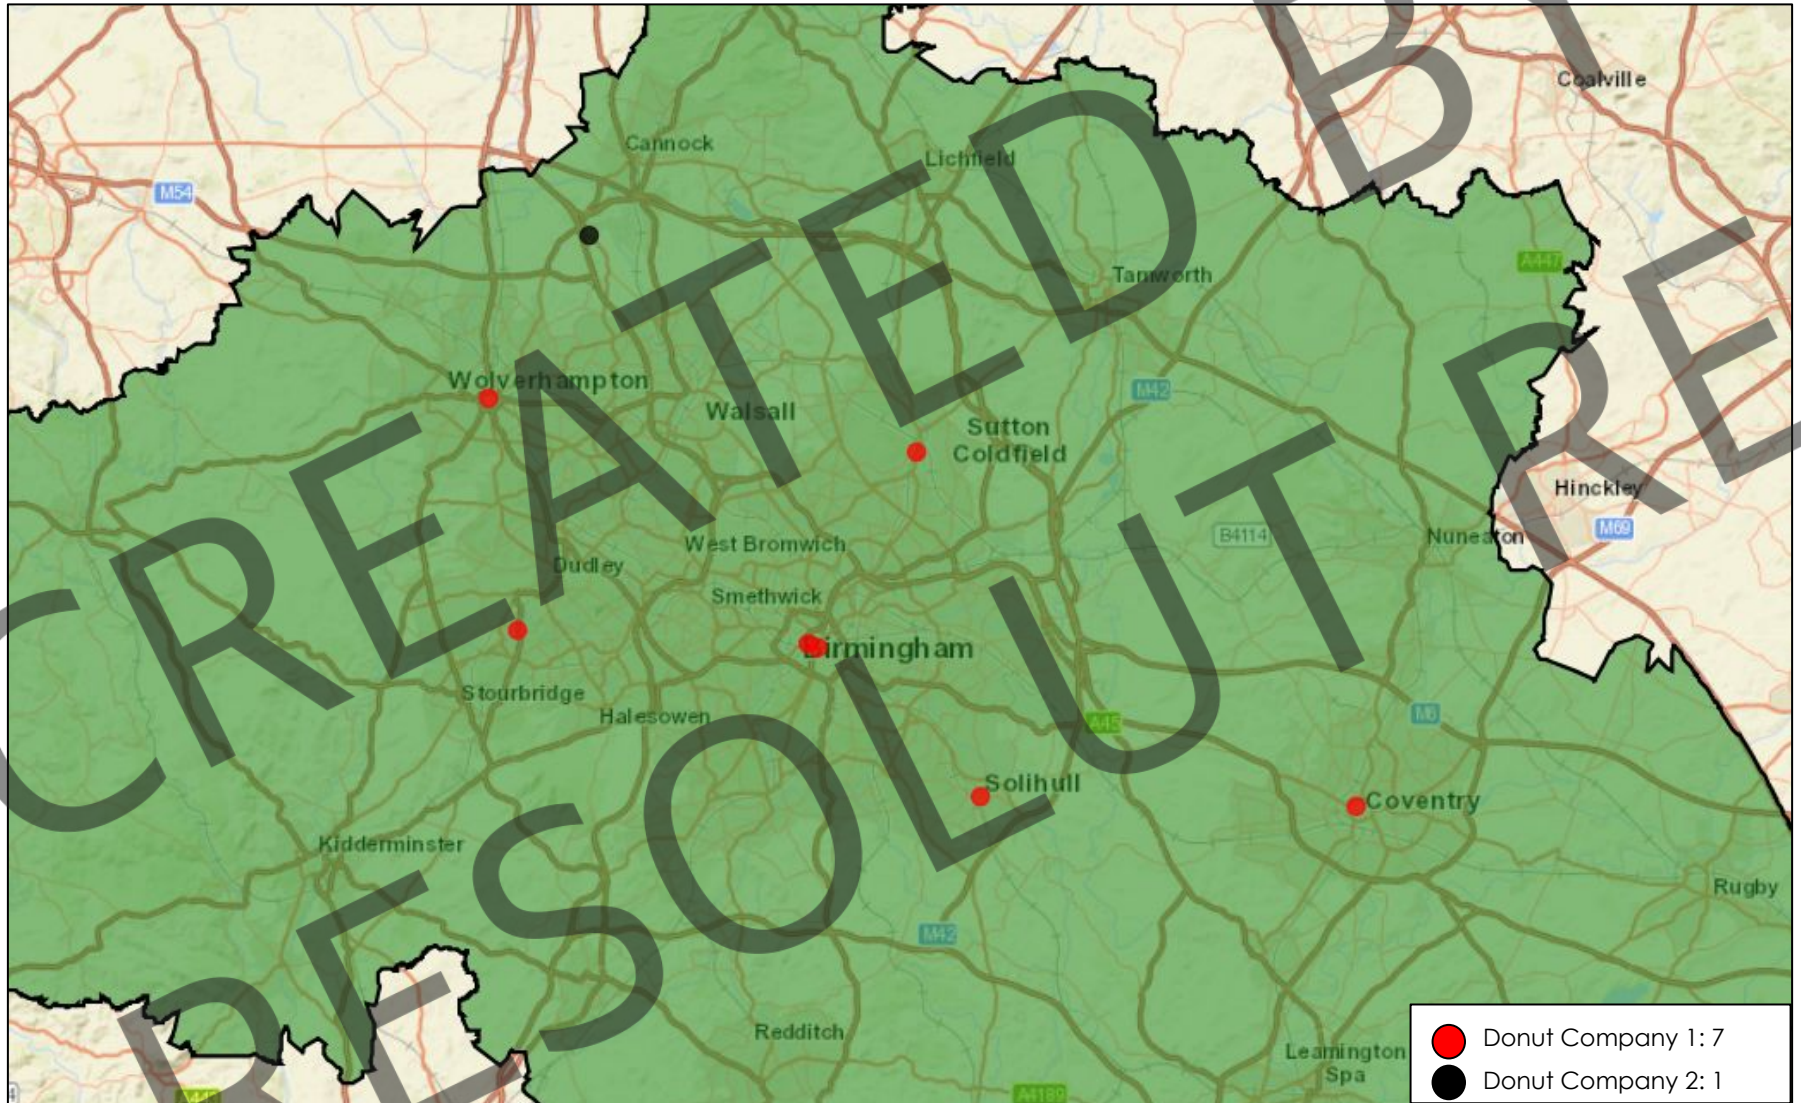 CREATED BY
RESOLUT RE
Coalville
Cannock
Lichfield
M54
A447
Tamworth
Wolverhampton
M42
Walsall
Sutton
Coldfield
Hinckley
M69
B4114
Nuneaton
West Bromwich
Dudley
Smethwick
Birmingham
Stourbridge
Halesowen
M6
A45
Solihull
Coventry
Kidderminster
Rugby
M42
Redditch
Leamington
Spa
A4189
Donut Company 1: 7
Donut Company 2: 1